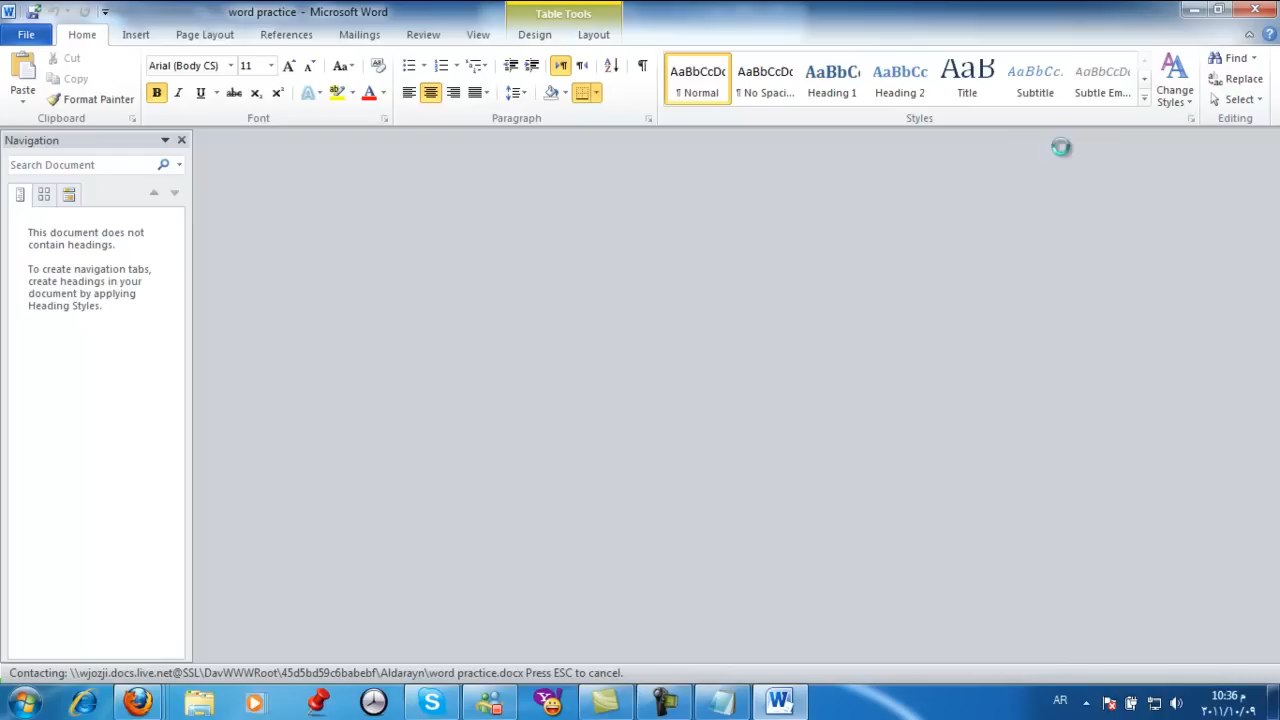 word practice - Microsoft Word
Table Tools
File Home Insert Page Layout References Mailings Review View Design Layout
Paste
Cut
Copy
Format Painter
Clipboard
Arial (Body CS) 11
Aa
B I U abc x₂ x²
A A
Font
Paragraph
AaBbCcDc AaBbCcDc AaBbC AaBbCc AaB AaBbCc. AaBbCcDc
¶ Normal ¶ No Spaci... Heading 1 Heading 2 Title Subtitle Subtle Em...
Change
Styles
Styles
Find
Replace
Select
Editing
Navigation
Search Document
This document does not
contain headings.
To create navigation tabs,
create headings in your
document by applying
Heading Styles.
Contacting: \\wjozji.docs.live.net@SSL\DavWWWRoot\45d5bd59c6babebf\Aldarayn\word practice.docx Press ESC to cancel.
AR
10:36 م
٢٠١١/١٠/٠٩